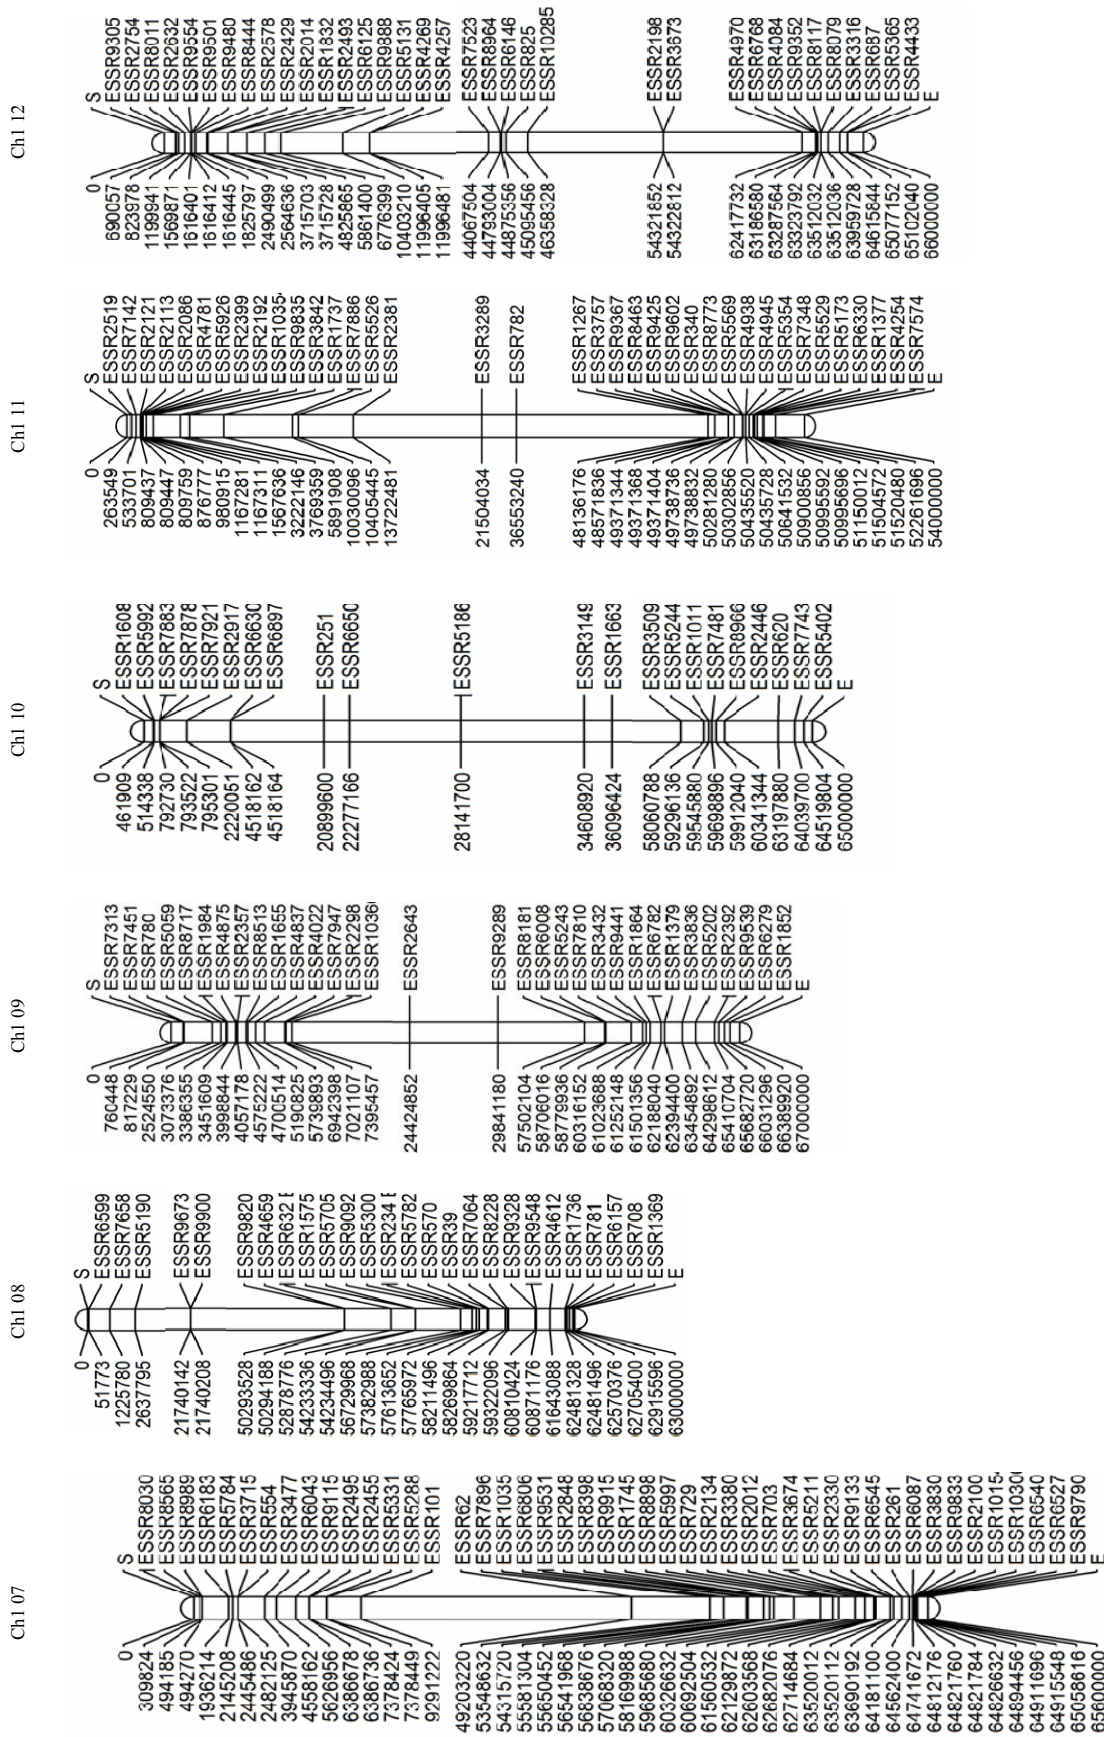 Ch1 07
0 S
309824 ESSR8030
494185 ESSR8565
494270 ESSR8989
1936214 ESSR6183
2145208 ESSR5784
2445486 ESSR3715
2482125 ESSR554
3945870 ESSR3477
4558162 ESSR6043
5626956 ESSR9115
6386678 ESSR2495
6386736 ESSR2455
7378424 ESSR5331
7378449 ESSR5288
9291222 ESSR101
49203220 ESSR62
53548632 ESSR7896
54315720 ESSR1035
55581304 ESSR6806
55650452 ESSR9531
56541968 ESSR2848
56638676 ESSR8398
57068320 ESSR9915
58169988 ESSR1745
59685680 ESSR8898
60326632 ESSR5997
60692504 ESSR729
61560532 ESSR2134
62129872 ESSR3380
62603568 ESSR2012
62682076 ESSR703
62714684 ESSR3674
63520012 ESSR5211
63520112 ESSR2330
63690192 ESSR9133
64181100 ESSR6545
64562400 ESSR261
64741672 ESSR6087
64812176 ESSR3830
64821760 ESSR9833
64821784 ESSR2100
64826632 ESSR1015
64894456 ESSR1030
64911696 ESSR6540
64915548 ESSR6527
65058616 ESSR9790
65600000 E
Ch1 08
0 S
51773 ESSR6599
1225780 ESSR7658
2637795 ESSR5190
21740142 ESSR9673
21740208 ESSR9900
50293528 ESSR9820
50294188 ESSR4659
52878776 ESSR632
54233336 ESSR1575
54234496 ESSR5705
56729968 ESSR9092
57382988 ESSR5300
57613652 ESSR234
57765972 ESSR5782
58211496 ESSR570
58269864 ESSR39
59217712 ESSR7064
59322096 ESSR8228
60810424 ESSR9328
60871176 ESSR9548
61643088 ESSR4612
62481328 ESSR1736
62481496 ESSR781
62570376 ESSR6157
62705400 ESSR708
62915596 ESSR1369
63000000 E
Ch1 09
0 S
760448 ESSR7313
817229 ESSR7451
2524550 ESSR780
3073376 ESSR5059
3386355 ESSR8717
3451609 ESSR1984
3998844 ESSR4875
4057178 ESSR2357
4575222 ESSR8513
4700514 ESSR1655
5190825 ESSR4837
5739893 ESSR4022
6942398 ESSR7947
7021107 ESSR2298
7395457 ESSR1036
24424852 ESSR2643
29841180 ESSR9289
57502104 ESSR8181
58706016 ESSR6008
58779936 ESSR5243
60316152 ESSR7810
61023688 ESSR3432
61252148 ESSR9441
61501356 ESSR1864
62188040 ESSR6782
62394400 ESSR1379
63454892 ESSR3836
64298612 ESSR5202
65410704 ESSR2392
65682720 ESSR9539
66031296 ESSR6279
66389920 ESSR1852
67000000 E
Ch1 10
0 S
461909 ESSR1608
514338 ESSR5992
792730 ESSR7883
793522 ESSR7878
795301 ESSR7921
2220051 ESSR2917
4518162 ESSR6630
4518164 ESSR6897
20899600 ESSR251
22277166 ESSR6650
28141700 ESSR5186
34608920 ESSR3149
36096424 ESSR1663
58060788 ESSR3509
59296136 ESSR5244
59545880 ESSR1011
59698896 ESSR7481
59912040 ESSR8966
60341344 ESSR2446
63197880 ESSR620
64039700 ESSR7743
64519804 ESSR5402
65000000 E
Ch1 11
0 S
263549 ESSR2519
533701 ESSR7142
809437 ESSR2121
809447 ESSR2113
809759 ESSR2086
876777 ESSR4781
980915 ESSR5926
1167281 ESSR2399
1167311 ESSR2192
1567636 ESSR1035
3222146 ESSR9835
3769359 ESSR3842
5891908 ESSR1737
10030096 ESSR7886
10405445 ESSR5526
13722481 ESSR2381
21504034 ESSR3289
36553240 ESSR782
48136176 ESSR1267
48571836 ESSR3757
49371344 ESSR9367
49371368 ESSR8463
49371404 ESSR9425
49738736 ESSR9602
49738832 ESSR340
50281280 ESSR8773
50302856 ESSR5569
50435520 ESSR4938
50435728 ESSR4945
50641532 ESSR5354
50900856 ESSR7348
50995592 ESSR5529
50995696 ESSR5173
51150012 ESSR6330
51504572 ESSR1377
51520480 ESSR4254
52261696 ESSR7574
54000000 E
Ch1 12
0 S
690057 ESSR9305
823978 ESSR2754
1199841 ESSR8011
1569871 ESSR2632
1616401 ESSR9554
1616412 ESSR9501
1616445 ESSR9480
1825797 ESSR8444
2490499 ESSR2578
2564636 ESSR2429
3715703 ESSR2014
3715728 ESSR1832
4825865 ESSR2493
5861400 ESSR6125
6776399 ESSR9888
10403210 ESSR5131
11996405 ESSR4269
11996481 ESSR4257
44067504 ESSR7523
44793004 ESSR8964
44875356 ESSR6146
45095456 ESSR825
46358328 ESSR10285
54321852 ESSR2198
54322812 ESSR3573
62417732 ESSR4970
63186580 ESSR6768
63287564 ESSR4084
63323792 ESSR9352
63512032 ESSR8117
63512036 ESSR8079
63959728 ESSR3316
64615844 ESSR687
65077152 ESSR5365
65102040 ESSR4433
66000000 E